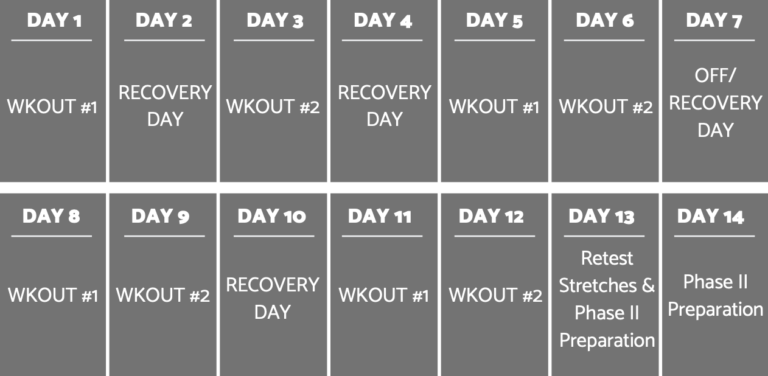 DAY 1
WKOUT #1
DAY 2
RECOVERY
DAY
DAY 3
WKOUT #2
DAY 4
RECOVERY
DAY
DAY 5
WKOUT #1
DAY 6
WKOUT #2
DAY 7
OFF/
RECOVERY
DAY
DAY 8
WKOUT #1
DAY 9
WKOUT #2
DAY 10
RECOVERY
DAY
DAY 11
WKOUT #1
DAY 12
WKOUT #2
DAY 13
Retest
Stretches &
Phase II
Preparation
DAY 14
Phase II
Preparation